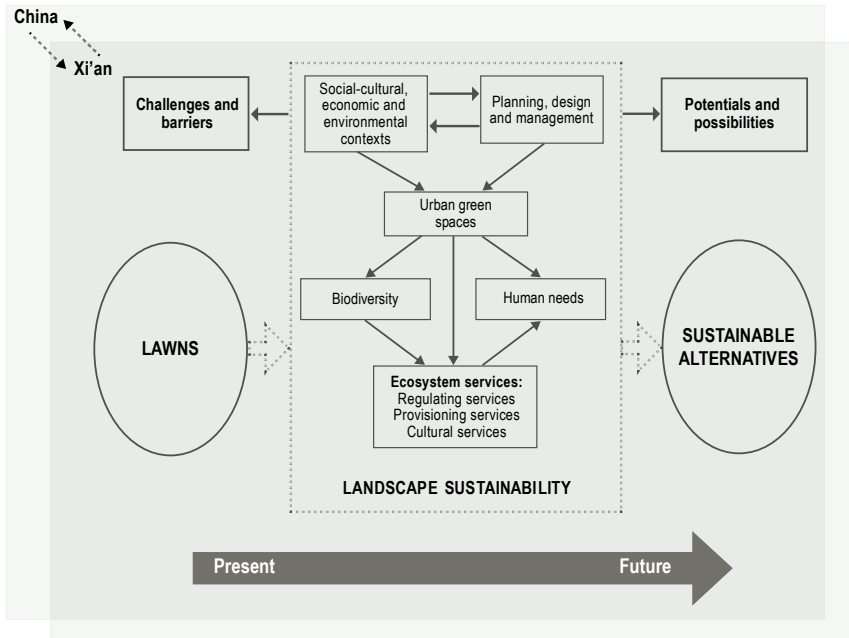 China
Xi’an
Challenges and
barriers
Social-cultural,
economic and
environmental
contexts
Planning, design
and management
Potentials and
possibilities
Urban green
spaces
Biodiversity
Human needs
LAWNS
SUSTAINABLE
ALTERNATIVES
Ecosystem services:
Regulating services
Provisioning services
Cultural services
LANDSCAPE SUSTAINABILITY
Present
Future